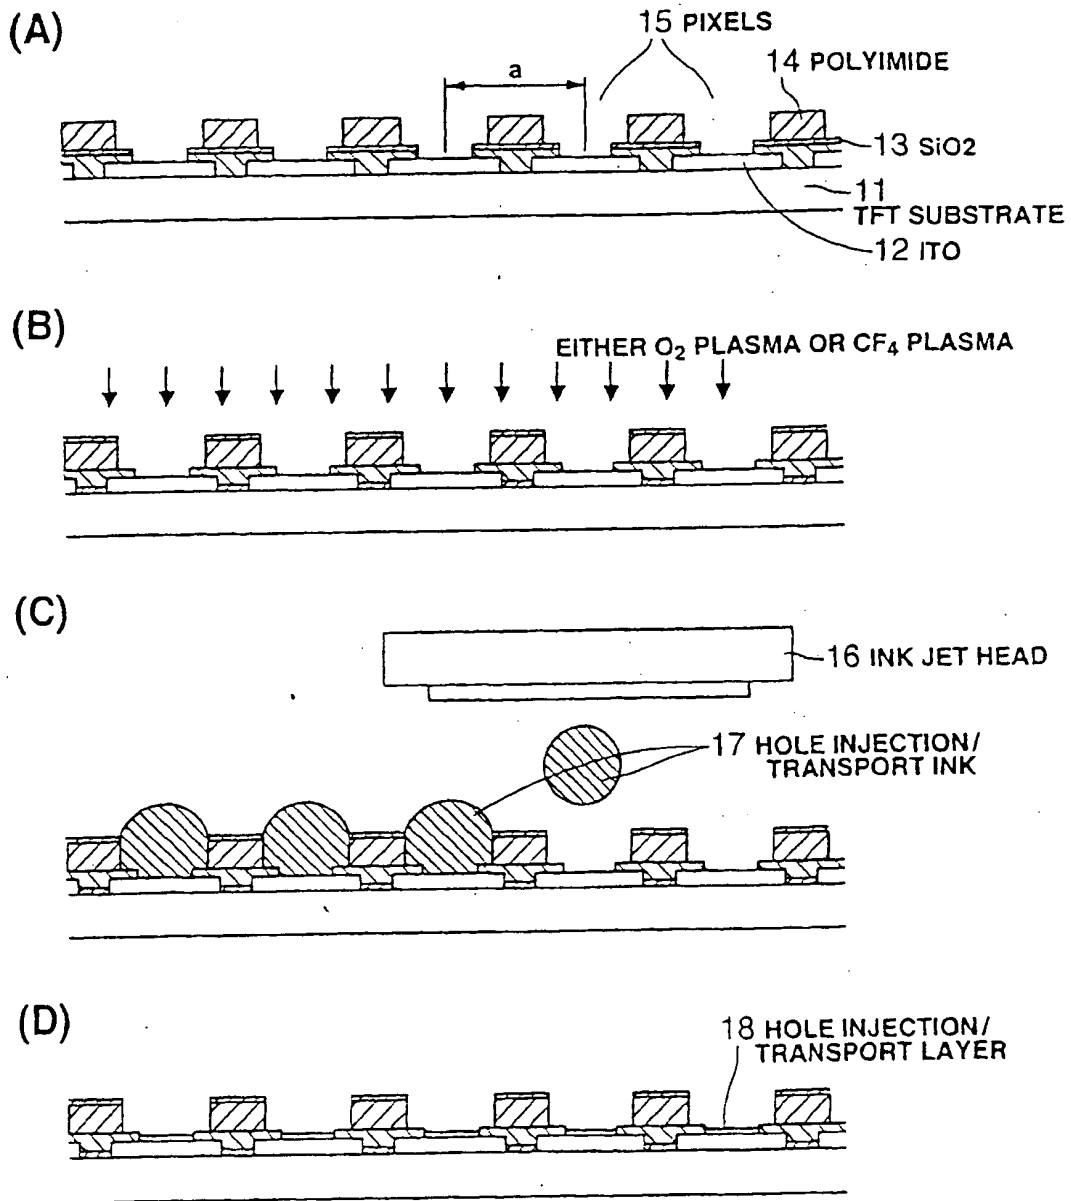 (A)
15 PIXELS
14 POLYIMIDE
a
13 SiO2
11
TFT SUBSTRATE
12 ITO
(B)
EITHER O2 PLASMA OR CF4 PLASMA
(C)
16 INK JET HEAD
17 HOLE INJECTION/
TRANSPORT INK
(D)
18 HOLE INJECTION/
TRANSPORT LAYER